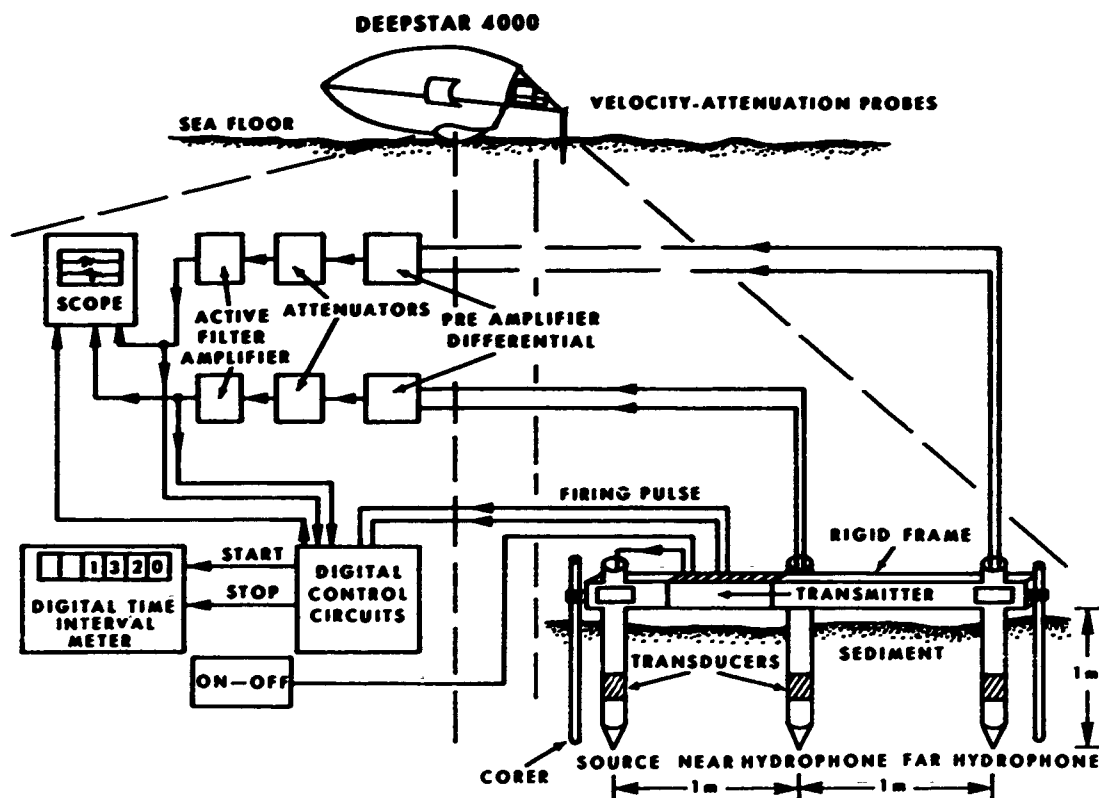 DEEPSTAR 4000
VELOCITY-ATTENUATION PROBES
SEA FLOOR
SCOPE
ACTIVE
FILTER
AMPLIFIER
ATTENUATORS
PRE AMPLIFIER
DIFFERENTIAL
FIRING PULSE
RIGID FRAME
1320
DIGITAL TIME
INTERVAL
METER
START
STOP
DIGITAL
CONTROL
CIRCUITS
TRANSMITTER
ON-OFF
TRANSDUCERS
SEDIMENT
1m
CORER
SOURCE NEAR HYDROPHONE FAR HYDROPHONE
1m
1m